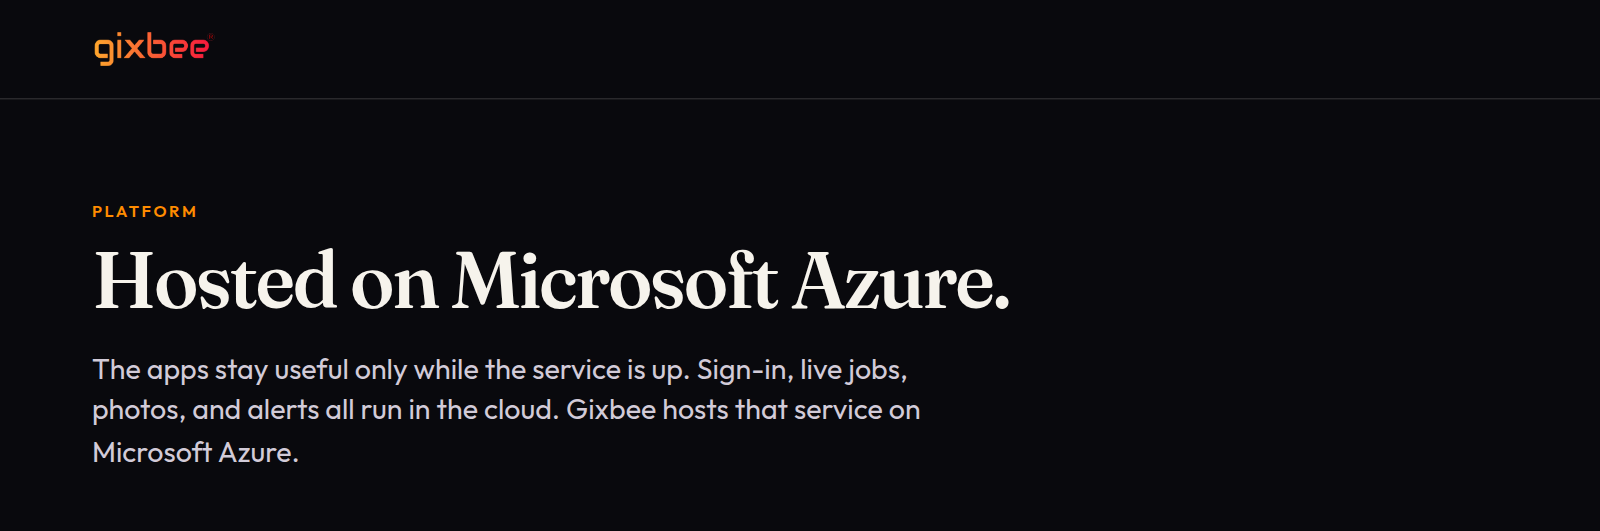 gixbee®
PLATFORM
Hosted on Microsoft Azure.
The apps stay useful only while the service is up. Sign-in, live jobs,
photos, and alerts all run in the cloud. Gixbee hosts that service on
Microsoft Azure.